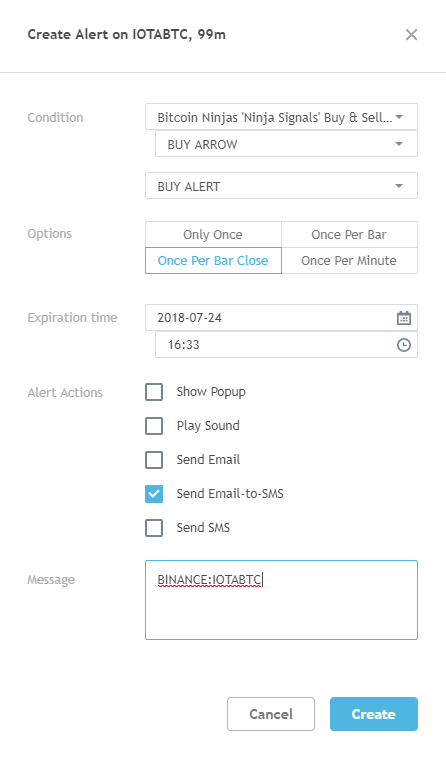 Create Alert on IOTABTC, 99m
Condition
Bitcoin Ninjas 'Ninja Signals' Buy & Sell...
BUY ARROW
BUY ALERT
Options
Only Once
Once Per Bar
Once Per Bar Close
Once Per Minute
Expiration time
2018-07-24
16:33
Alert Actions
Show Popup
Play Sound
Send Email
Send Email-to-SMS
Send SMS
Message
BINANCE:IOTABTC
Cancel
Create